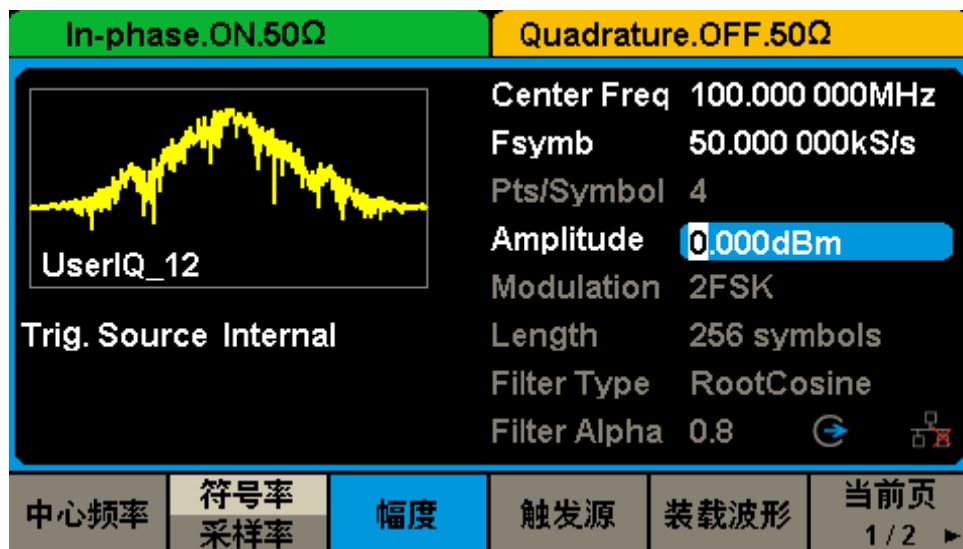 In-phase.ON.50Ω
Quadrature.OFF.50Ω
UserIQ_12
Trig. Source Internal
Center Freq 100.000 000MHz
Fsymb 50.000 000kS/s
Pts/Symbol 4
Amplitude 0.000dBm
Modulation 2FSK
Length 256 symbols
Filter Type RootCosine
Filter Alpha 0.8
中心频率
符号率
采样率
幅度
触发源
装载波形
当前页
1/2 ►